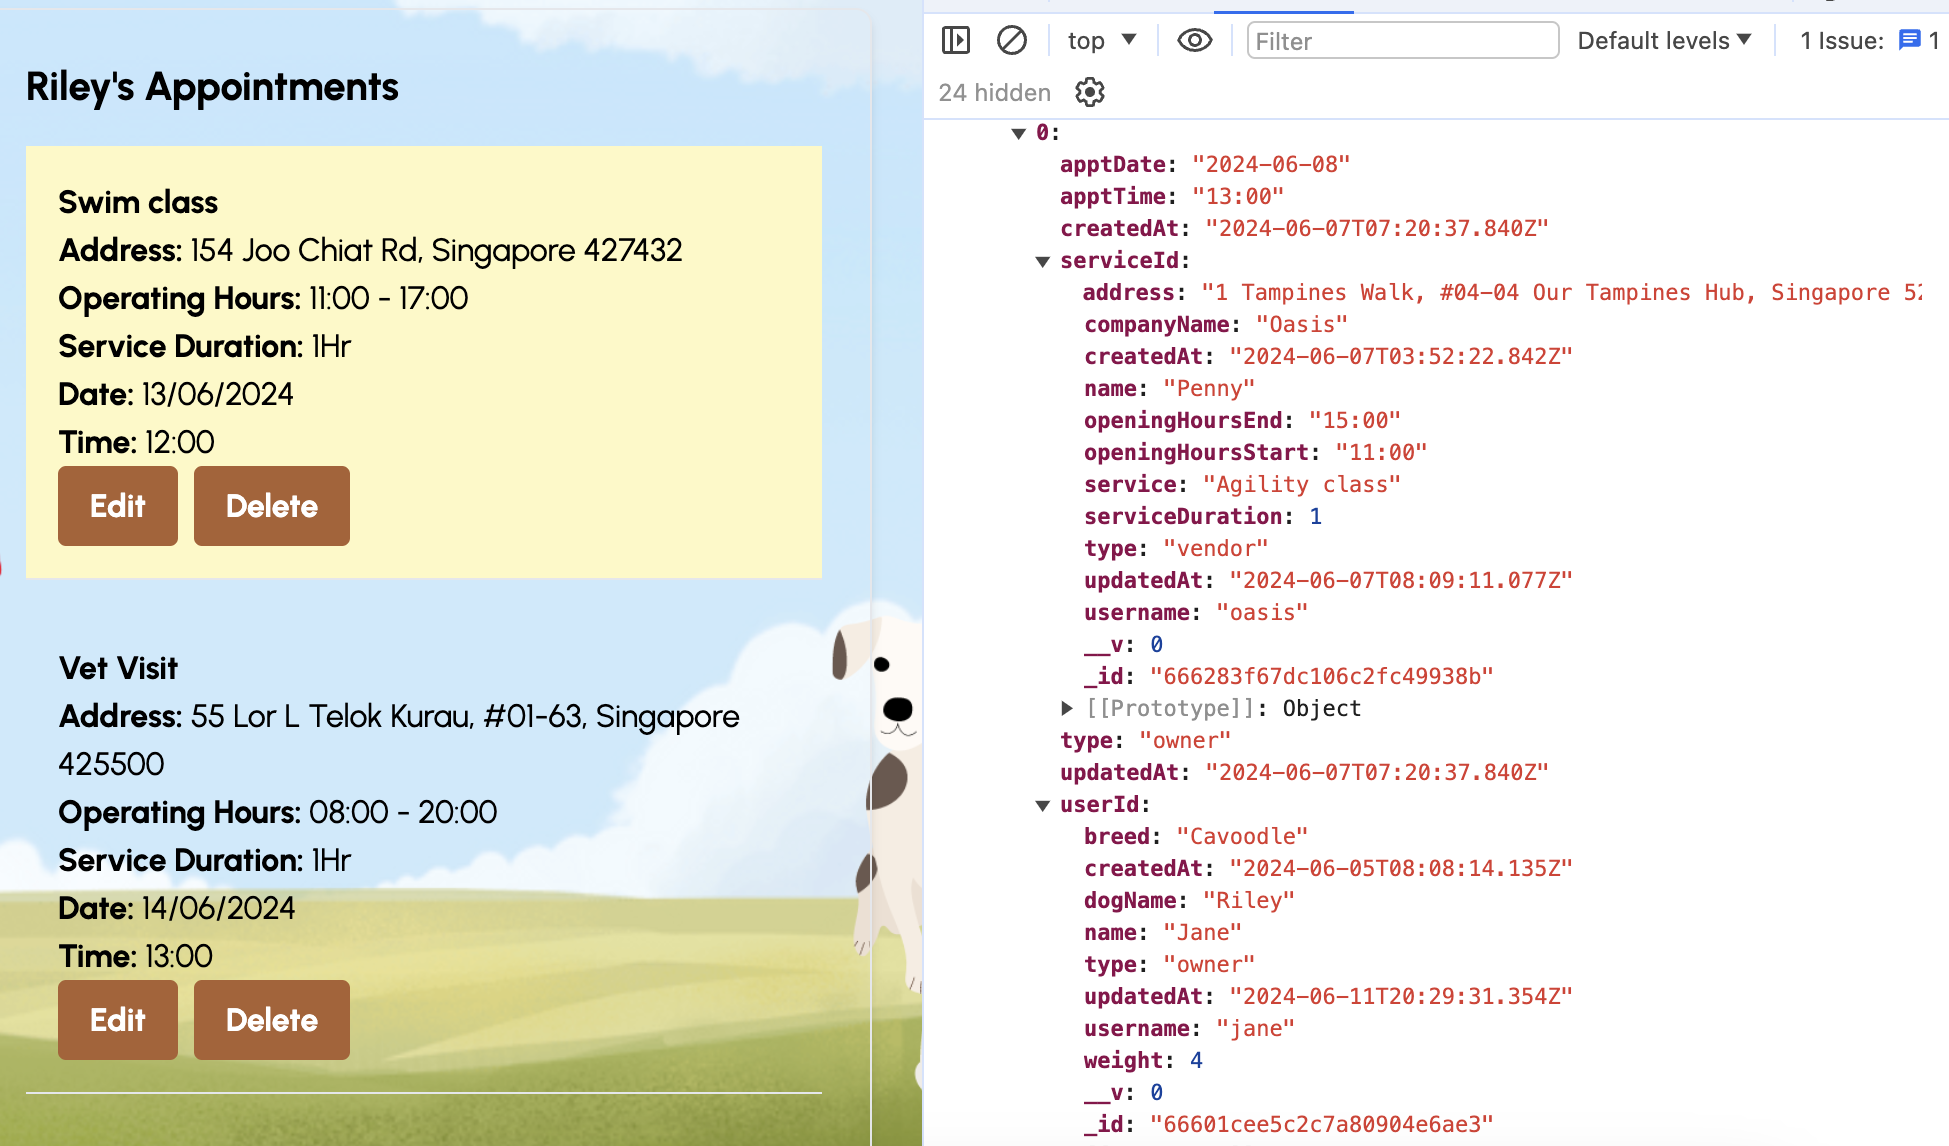 Riley's Appointments
Swim class
Address: 154 Joo Chiat Rd, Singapore 427432
Operating Hours: 11:00 - 17:00
Service Duration: 1Hr
Date: 13/06/2024
Time: 12:00
Edit Delete
Vet Visit
Address: 55 Lor L Telok Kurau, #01-63, Singapore
425500
Operating Hours: 08:00 - 20:00
Service Duration: 1Hr
Date: 14/06/2024
Time: 13:00
Edit Delete
top Filter Default levels 1 Issue: 1
24 hidden
0:
apptDate: "2024-06-08"
apptTime: "13:00"
createdAt: "2024-06-07T07:20:37.840Z"
serviceId:
address: "1 Tampines Walk, #04-04 Our Tampines Hub, Singapore 52
companyName: "Oasis"
createdAt: "2024-06-07T03:52:22.842Z"
name: "Penny"
openingHoursEnd: "15:00"
openingHoursStart: "11:00"
service: "Agility class"
serviceDuration: 1
type: "vendor"
updatedAt: "2024-06-07T08:09:11.077Z"
username: "oasis"
__v: 0
_id: "666283f67dc106c2fc49938b"
[[Prototype]]: Object
type: "owner"
updatedAt: "2024-06-07T07:20:37.840Z"
userId:
breed: "Cavoodle"
createdAt: "2024-06-05T08:08:14.135Z"
dogName: "Riley"
name: "Jane"
type: "owner"
updatedAt: "2024-06-11T20:29:31.354Z"
username: "jane"
weight: 4
__v: 0
_id: "66601cee5c2c7a80904e6ae3"